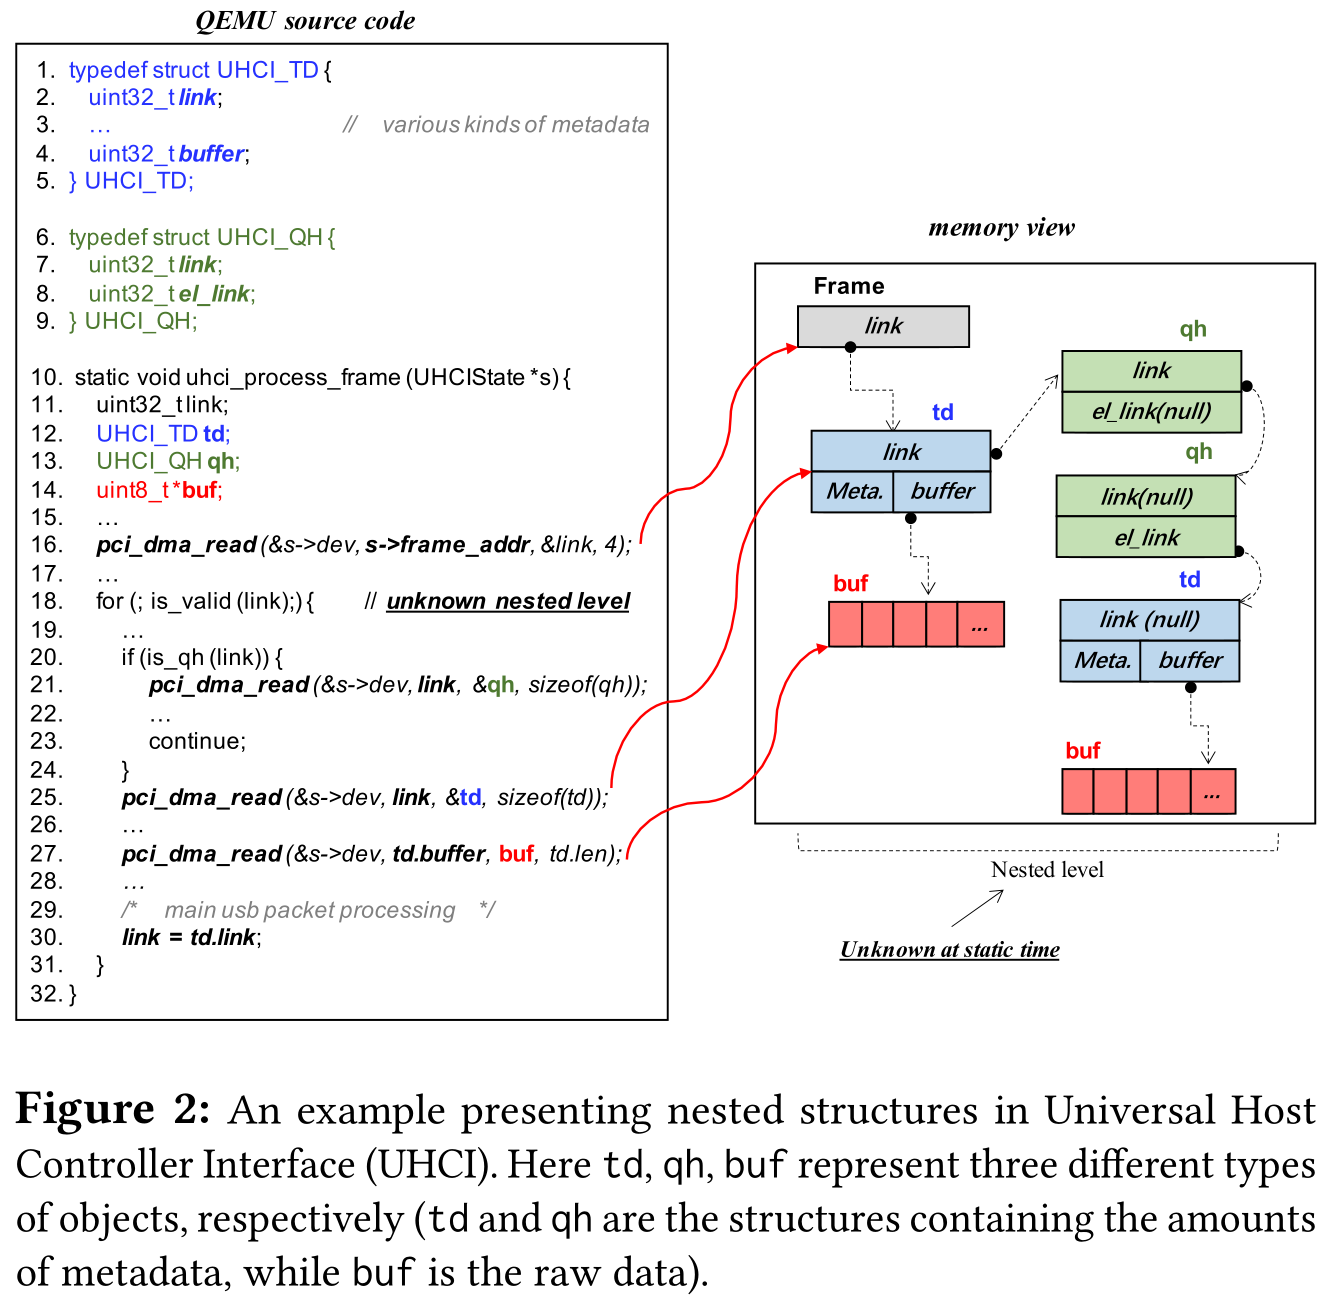 QEMU source code
1. typedef struct UHCI_TD {
2. uint32_t link;
3. … // various kinds of metadata
4. uint32_t buffer;
5. } UHCI_TD;
6. typedef struct UHCI_QH {
7. uint32_t link;
8. uint32_t el_link;
9. } UHCI_QH;
10. static void uhci_process_frame (UHCIState *s) {
11. uint32_t link;
12. UHCI_TD td;
13. UHCI_QH qh;
14. uint8_t *buf;
15. …
16. pci_dma_read (&s->dev, s->frame_addr, &link, 4);
17. …
18. for (; is_valid (link);) { // unknown nested level
19. …
20. if (is_qh (link)) {
21. pci_dma_read (&s->dev, link, &qh, sizeof(qh));
22. …
23. continue;
24. }
25. pci_dma_read (&s->dev, link, &td, sizeof(td));
26. …
27. pci_dma_read (&s->dev, td.buffer, buf, td.len);
28. …
29. /* main usb packet processing */
30. link = td.link;
31. }
32. }
memory view
Frame
link
td
link
Meta. buffer
buf
...
qh
link
el_link(null)
qh
link(null)
el_link
td
link (null)
Meta. buffer
buf
...
Nested level
Unknown at static time
Figure 2: An example presenting nested structures in Universal Host
Controller Interface (UHCI). Here td, qh, buf represent three different types
of objects, respectively (td and qh are the structures containing the amounts
of metadata, while buf is the raw data).